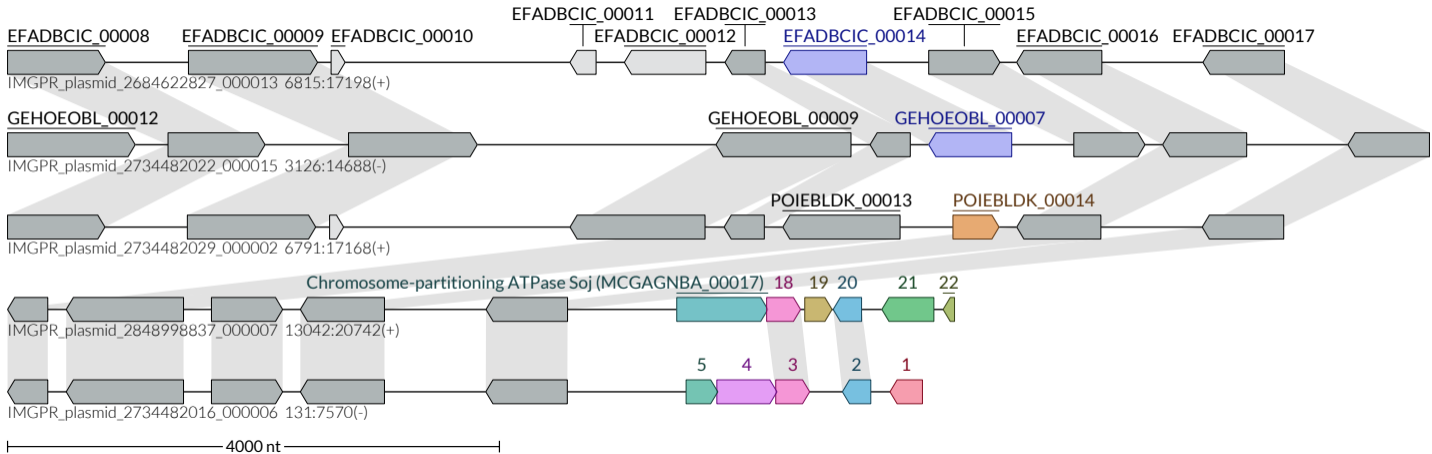 EFADBCIC_00011 EFADBCIC_00013 EFADBCIC_00015
EFADBCIC_00008 EFADBCIC_00009 EFADBCIC_00010 EFADBCIC_00012 EFADBCIC_00014 EFADBCIC_00016 EFADBCIC_00017
IMGPR_plasmid_2684622827_000013 6815:17198(+)
GEHOEOBL_00012 GEHOEOBL_00009 GEHOEOBL_00007
IMGPR_plasmid_2734482022_000015 3126:14688(-)
POIEBLDK_00013 POIEBLDK_00014
IMGPR_plasmid_2734482029_000002 6791:17168(+)
Chromosome-partitioning ATPase Soj (MCGAGNBA_00017) 18 19 20 21 22
IMGPR_plasmid_2848998837_000007 13042:20742(+)
5 4 3 2 1
IMGPR_plasmid_2734482016_000006 131:7570(-)
4000 nt